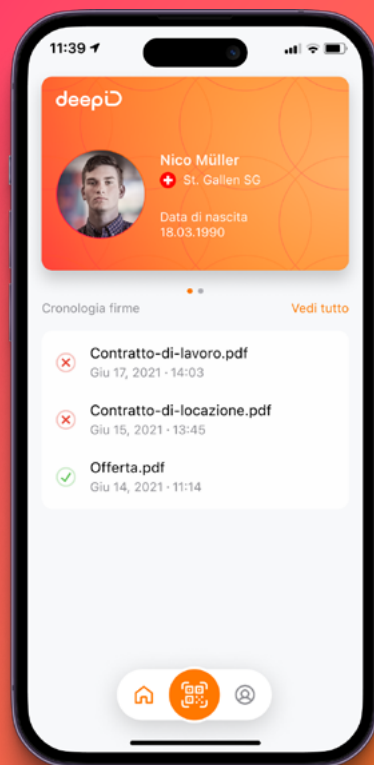 11:39
deepiD
Nico Müller
St. Gallen SG
Data di nascita
18.03.1990
Cronologia firme
Vedi tutto
Contratto-di-lavoro.pdf
Giu 17, 2021 · 14:03
Contratto-di-locazione.pdf
Giu 15, 2021 · 13:45
Offerta.pdf
Giu 14, 2021 · 11:14